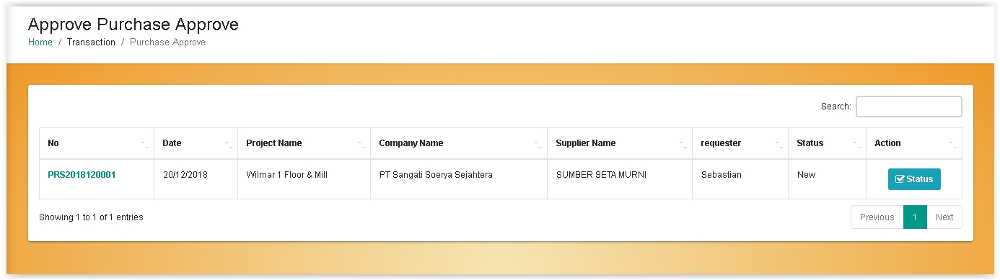 Approve Purchase Approve
Home / Transaction / Purchase Approve
Search:
No Date Project Name Company Name Supplier Name requester Status Action
PRS2018120001 20/12/2018 Wilmar 1 Floor & Mill PT Sangati Soerya Sejahtera SUMBER SETA MURNI Sebastian New Status
Showing 1 to 1 of 1 entries Previous 1 Next